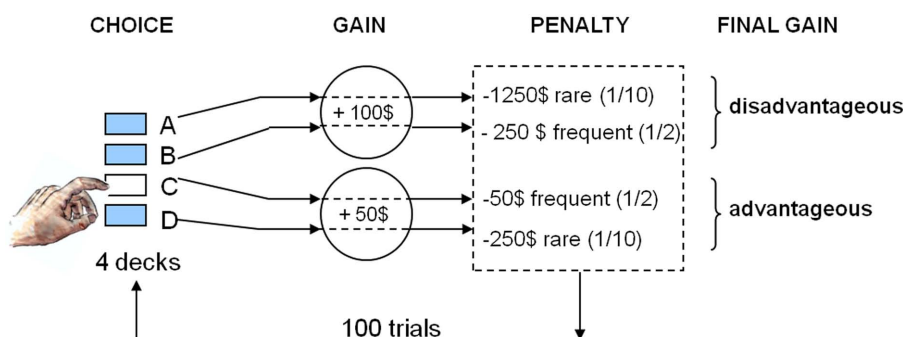 CHOICE GAIN PENALTY FINAL GAIN
A
B
C
D
4 decks
+ 100$
+ 50$
-1250$ rare (1/10)
- 250 $ frequent (1/2)
-50$ frequent (1/2)
-250$ rare (1/10)
disadvantageous
advantageous
100 trials